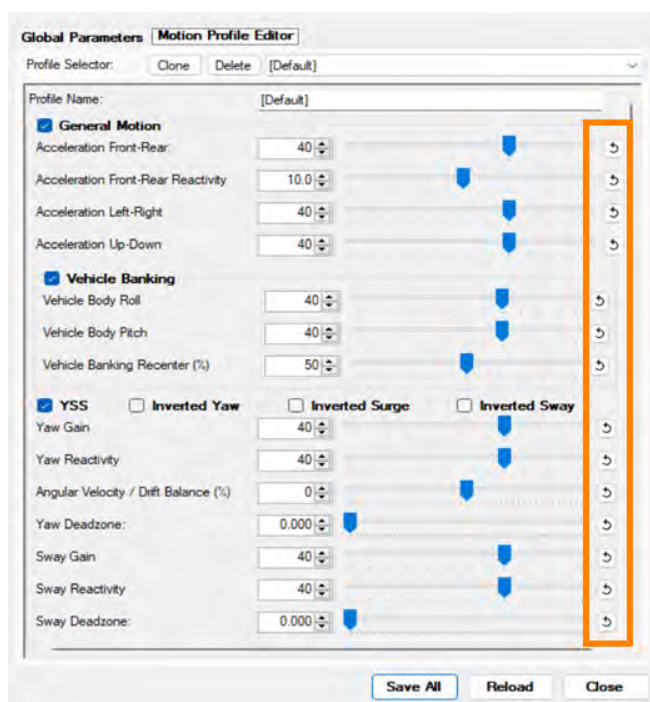 Global Parameters Motion Profile Editor
Profile Selector: Clone Delete [Default]
Profile Name: [Default]
General Motion
Acceleration Front-Rear: 40
Acceleration Front-Rear Reactivity 10.0
Acceleration Left-Right 40
Acceleration Up-Down 40
Vehicle Banking
Vehicle Body Roll 40
Vehicle Body Pitch 40
Vehicle Banking Recenter (%) 50
YSS Inverted Yaw Inverted Surge Inverted Sway
Yaw Gain 40
Yaw Reactivity 40
Angular Velocity / Drift Balance (%) 0
Yaw Deadzone: 0.000
Sway Gain 40
Sway Reactivity 40
Sway Deadzone: 0.000
Save All Reload Close